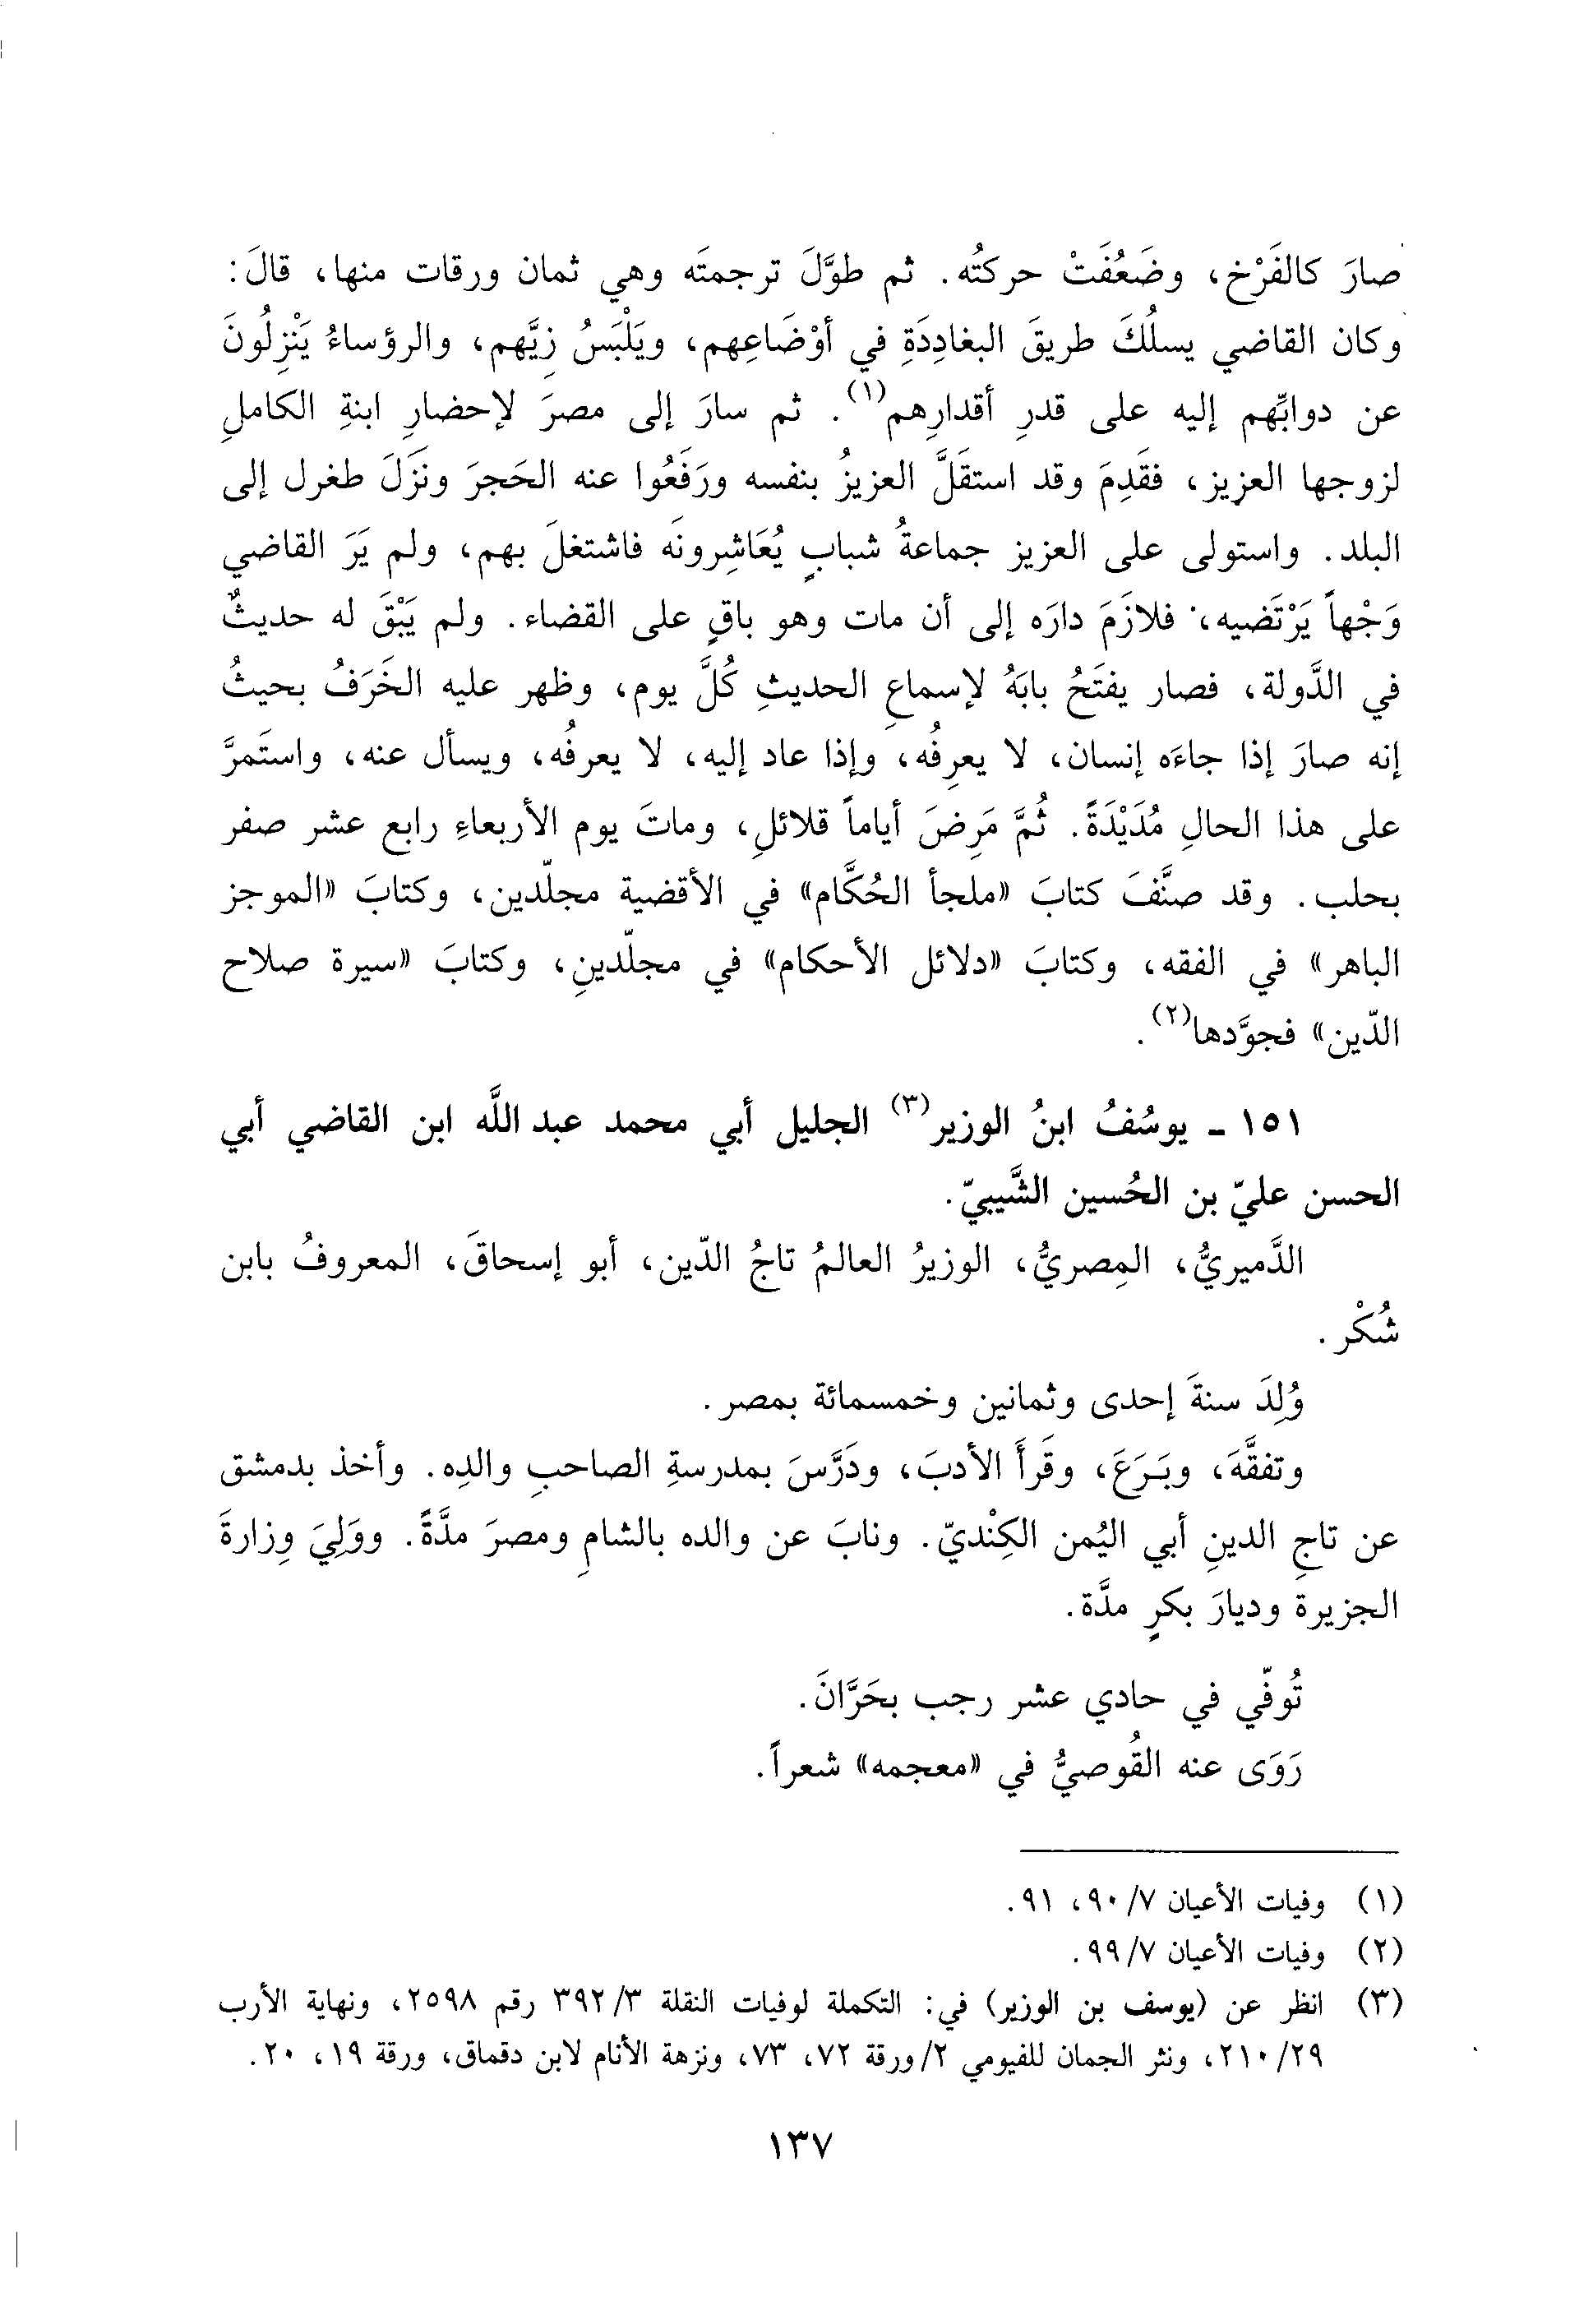 صارَ كالفَرْخ، وضَعُفَتْ حركتُه. ثم طوَّلَ ترجمتَه وهي ثمان ورقات منها، قالَ:
وكان القاضي يسلُكَ طريقَ البغادِدَةِ في أوْضَاعِهم، ويَلْبَسُ زِيَّهم، والرؤساءُ يَنْزِلُونَ
عن دوابِّهم إليه على قدرِ أقدارِهم(١). ثم سارَ إلى مصرَ لإحضارِ ابنةِ الكاملِ
لزوجها العزيز، فقَدِمَ وقد استقَلَّ العزيزُ بنفسه ورَفَعُوا عنه الحَجرَ ونَزَلَ طغرل إلى
البلد. واستولى على العزيز جماعةُ شبابٍ يُعَاشِرونَه فاشتغلَ بهم، ولم يَرَ القاضي
وَجْهاً يَرْتَضيه، فلازَمَ دارَه إلى أن مات وهو باقٍ على القضاء. ولم يَبْقَ له حديثٌ
في الدَّولة، فصار يفتَحُ بابَهُ لإسماعِ الحديثِ كُلَّ يوم، وظهر عليه الخَرَفُ بحيثُ
إنه صارَ إذا جاءَه إنسان، لا يعرِفُه، وإذا عاد إليه، لا يعرفُه، ويسأل عنه، واستَمرَّ
على هذا الحالِ مُدَيْدَةً. ثُمَّ مَرِضَ أياماً قلائلِ، وماتَ يوم الأربعاءِ رابع عشر صفر
بحلب. وقد صنَّفَ كتابَ «ملجأ الحُكَّام» في الأقضية مجلّدين، وكتابَ «الموجز
الباهر» في الفقه، وكتابَ «دلائل الأحكام» في مجلّدينِ، وكتابَ «سيرة صلاح
الدّين» فجوَّدها(٢).
١٥١ ـ يوسُفُ ابنُ الوزير(٣) الجليل أبي محمد عبد اللَّه ابن القاضي أبي
الحسن عليّ بن الحُسين الشَّيبيّ.
الدَّميريُّ، المِصريُّ، الوزيرُ العالمُ تاجُ الدّين، أبو إسحاقَ، المعروفُ بابن
شُكْر.
وُلِدَ سنةَ إحدى وثمانين وخمسمائة بمصر.
وتفقَّهَ، وبَرَعَ، وقَرأَ الأدبَ، ودَرَّسَ بمدرسةِ الصاحبِ والدِه. وأخذ بدمشق
عن تاجِ الدينِ أبي اليُمن الكِنْديّ. ونابَ عن والده بالشامِ ومصرَ مدَّةً. ووَلِيَ وِزارةَ
الجزيرة وديارَ بكرٍ مدَّة.
تُوفّي في حادي عشر رجب بحَرَّانَ.
رَوَى عنه القُوصيُّ في «معجمه» شعراً.
(١) وفيات الأعيان ٧/ ٩٠، ٩١.
(٢) وفيات الأعيان ٧/ ٩٩.
(٣) انظر عن (يوسف بن الوزير) في: التكملة لوفيات النقلة ٣/ ٣٩٢ رقم ٢٥٩٨، ونهاية الأرب
٢٩/ ٢١٠، ونثر الجمان للفيومي ٢/ ورقة ٧٢، ٧٣، ونزهة الأنام لابن دقماق، ورقة ١٩، ٢٠.
١٣٧